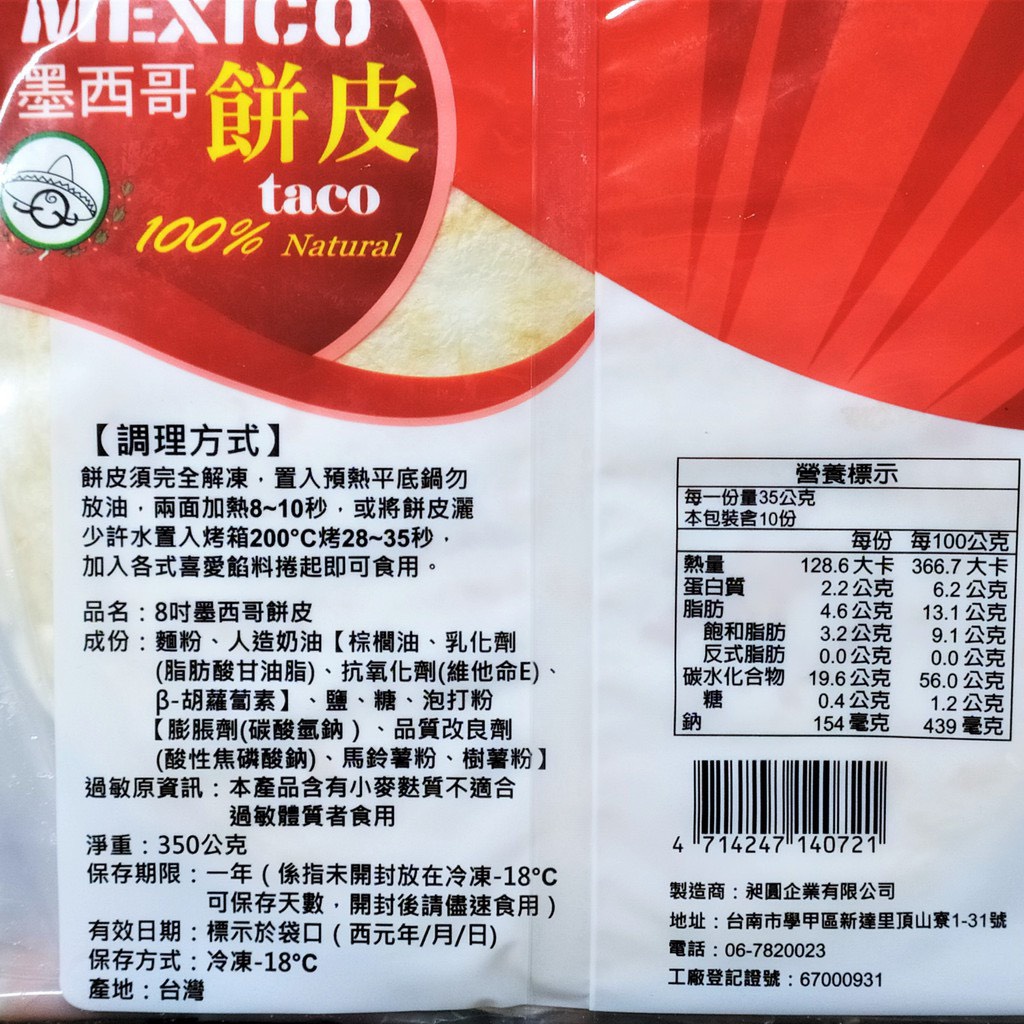 MEXICO
墨西哥餅皮
taco
100% Natural
【調理方式】
餅皮須完全解凍，置入預熱平底鍋勿
放油，兩面加熱8~10秒，或將餅皮灑
少許水置入烤箱200°C烤28~35秒，
加入各式喜愛餡料捲起即可食用。
品名：8吋墨西哥餅皮
成份：麵粉、人造奶油【棕櫚油、乳化劑
(脂肪酸甘油脂)、抗氧化劑(維他命E)、
β-胡蘿蔔素】、鹽、糖、泡打粉
【膨脹劑(碳酸氫鈉）、品質改良劑
(酸性焦磷酸鈉)、馬鈴薯粉、樹薯粉】
過敏原資訊：本產品含有小麥麩質不適合
過敏體質者食用
淨重：350公克
保存期限：一年（係指未開封放在冷凍-18°C
可保存天數，開封後請儘速食用）
有效日期：標示於袋口（西元年/月/日)
保存方式：冷凍-18°C
產地：台灣
營養標示
每一份量35公克
本包裝含10份
每份 每100公克
熱量 128.6大卡 366.7大卡
蛋白質 2.2公克 6.2公克
脂肪 4.6公克 13.1公克
飽和脂肪 3.2公克 9.1公克
反式脂肪 0.0公克 0.0公克
碳水化合物 19.6公克 56.0公克
糖 0.4公克 1.2公克
鈉 154毫克 439毫克
4 714247 140721
製造商：昶圓企業有限公司
地址：台南市學甲區新達里頂山寮1-31號
電話：06-7820023
工廠登記證號：67000931